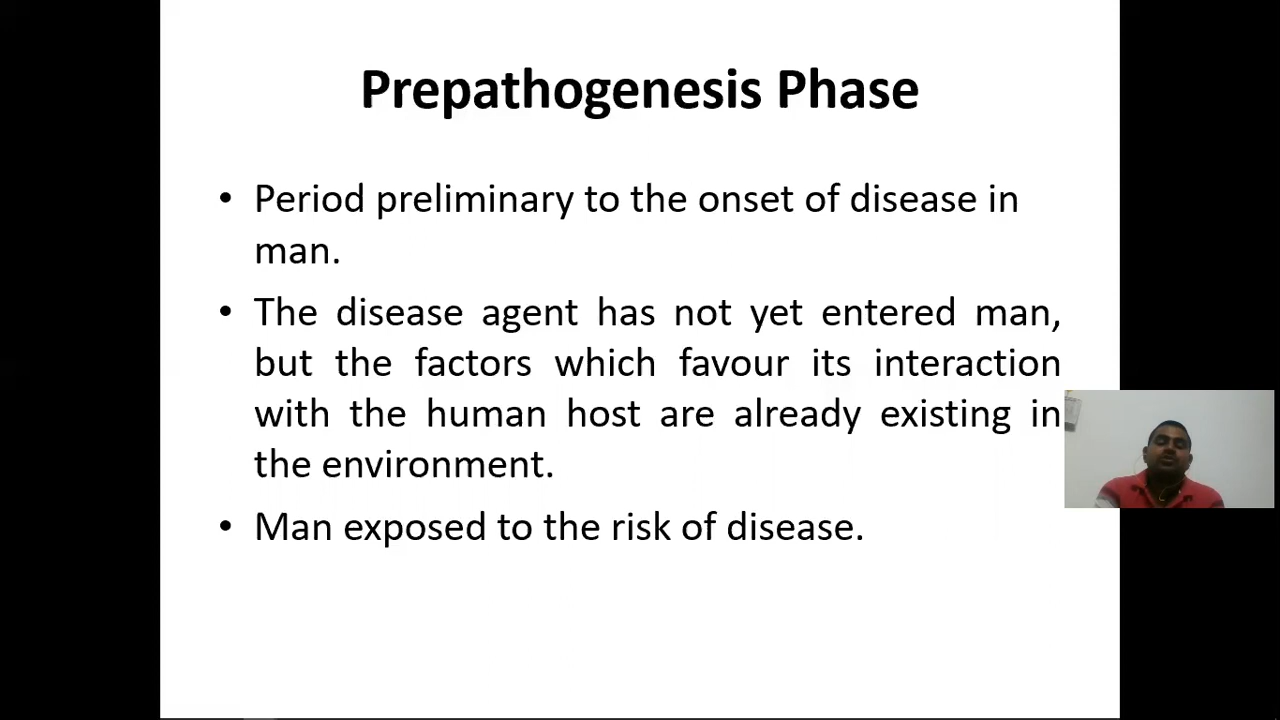 Prepathogenesis Phase
• Period preliminary to the onset of disease in
man.
• The disease agent has not yet entered man,
but the factors which favour its interaction
with the human host are already existing in
the environment.
• Man exposed to the risk of disease.